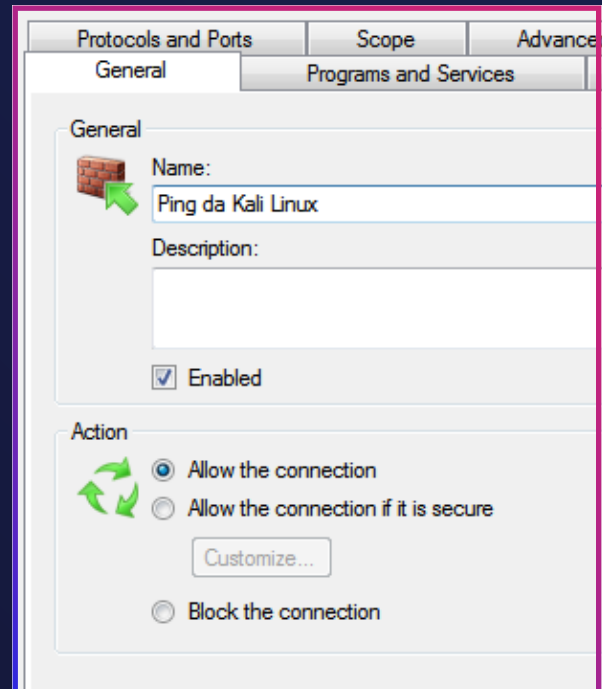 Protocols and Ports Scope Advance
General Programs and Services
General
Name:
Ping da Kali Linux
Description:
Enabled
Action
Allow the connection
Allow the connection if it is secure
Customize...
Block the connection